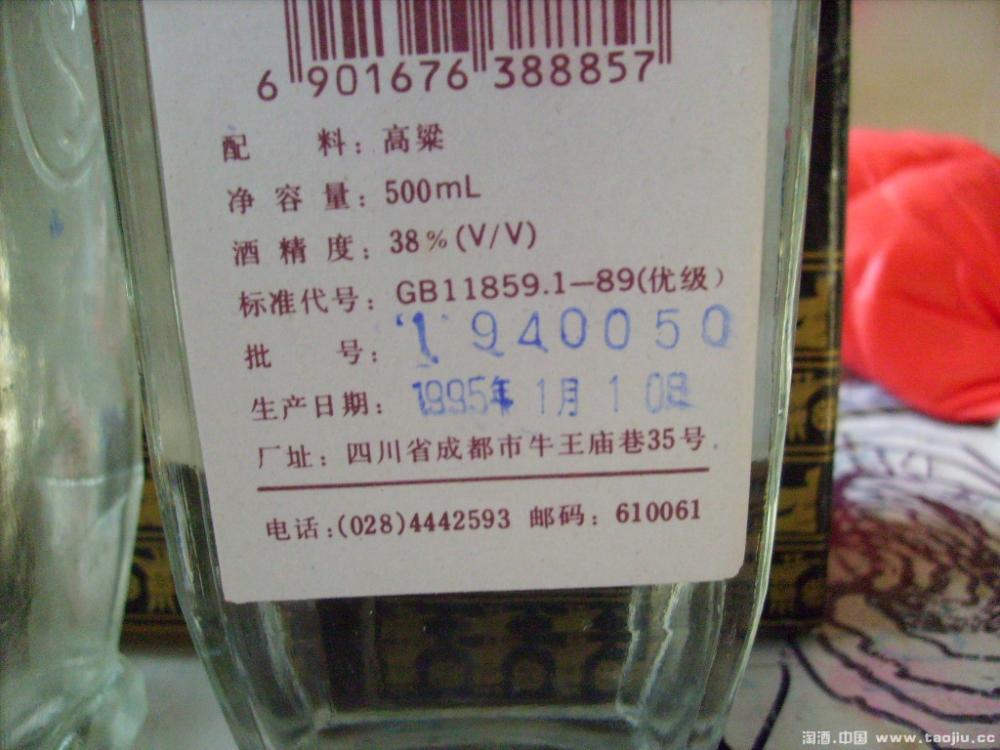 6 901676 388857
配料：高粱
净容量：500mL
酒精度：38%(V/V)
标准代号：GB11859.1—89(优级)
批号：1940050
生产日期：1995年1月10日
厂址：四川省成都市牛王庙巷35号
电话：(028)4442593 邮码：610061
淘酒.中国 www.taojiu.cc